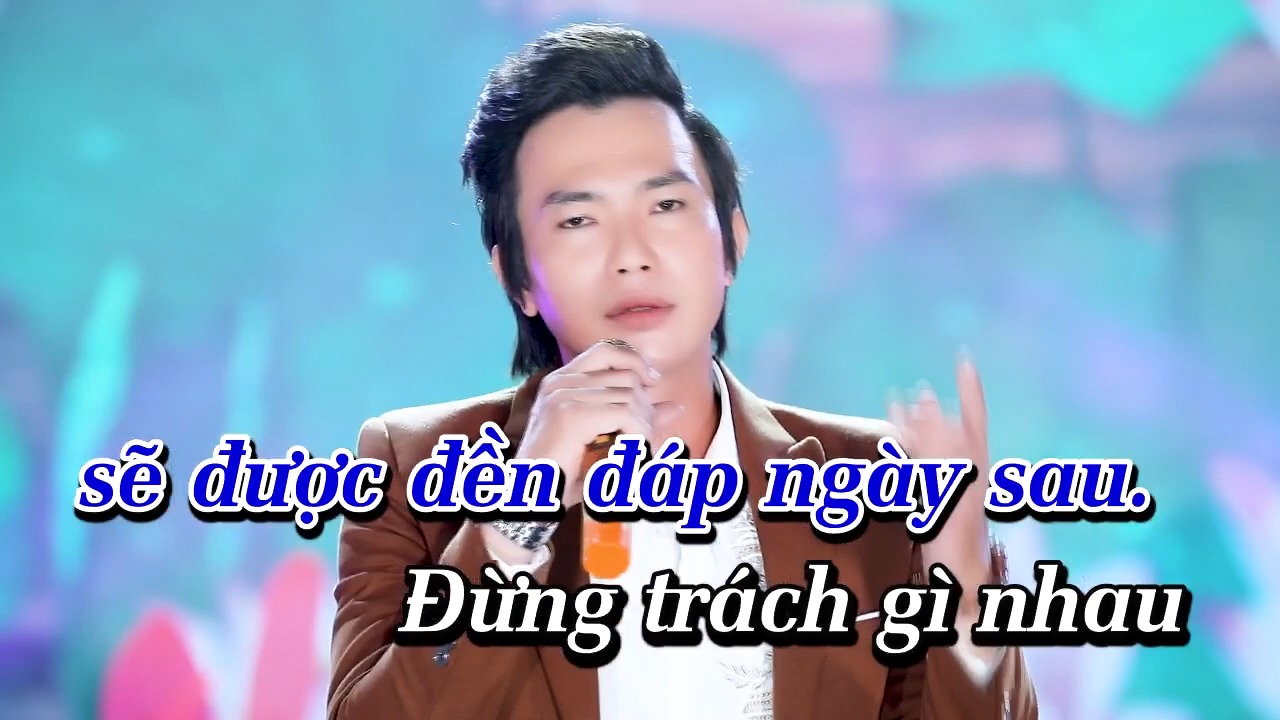 sẽ được đền đáp ngày sau.
Đừng trách gì nhau